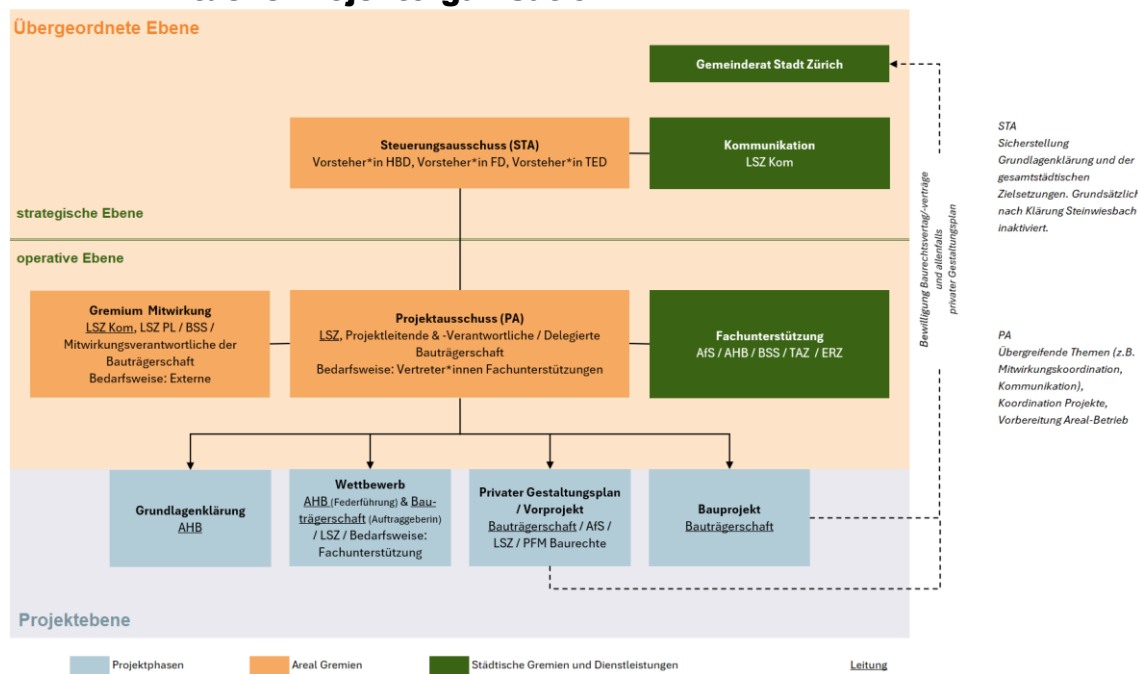 Übergeordnete Ebene
Gemeinderat Stadt Zürich
Steuerungsausschuss (STA)
Vorsteher*in HBD, Vorsteher*in FD, Vorsteher*in TED
Kommunikation
LSZ Kom
STA
Sicherstellung
Grundlagenklärung und der
gesamtstädtischen
Zielsetzungen. Grundsätzlich
nach Klärung Steinwiesbach
inaktiviert.
strategische Ebene
operative Ebene
Bewilligung Baurechtsvertag/-verträge
und allenfalls
privater Gestaltungsplan
Gremium Mitwirkung
LSZ Kom, LSZ PL / BSS /
Mitwirkungsverantwortliche der
Bauträgerschaft
Bedarfsweise: Externe
Projektausschuss (PA)
LSZ, Projektleitende & -Verantwortliche / Delegierte
Bauträgerschaft
Bedarfsweise: Vertreter*innen Fachunterstützungen
Fachunterstützung
AfS / AHB / BSS / TAZ / ERZ
PA
Übergreifende Themen (z.B.
Mitwirkungskoordination,
Kommunikation),
Koordination Projekte,
Vorbereitung Areal-Betrieb
Grundlagenklärung
AHB
Wettbewerb
AHB (Federführung) & Bau-
trägerschaft (Auftraggeberin)
/ LSZ / Bedarfsweise:
Fachunterstützung
Privater Gestaltungsplan
/ Vorprojekt
Bauträgerschaft / AfS /
LSZ / PFM Baurechte
Bauprojekt
Bauträgerschaft
Projektebene
Projektphasen
Areal Gremien
Städtische Gremien und Dienstleistungen
Leitung